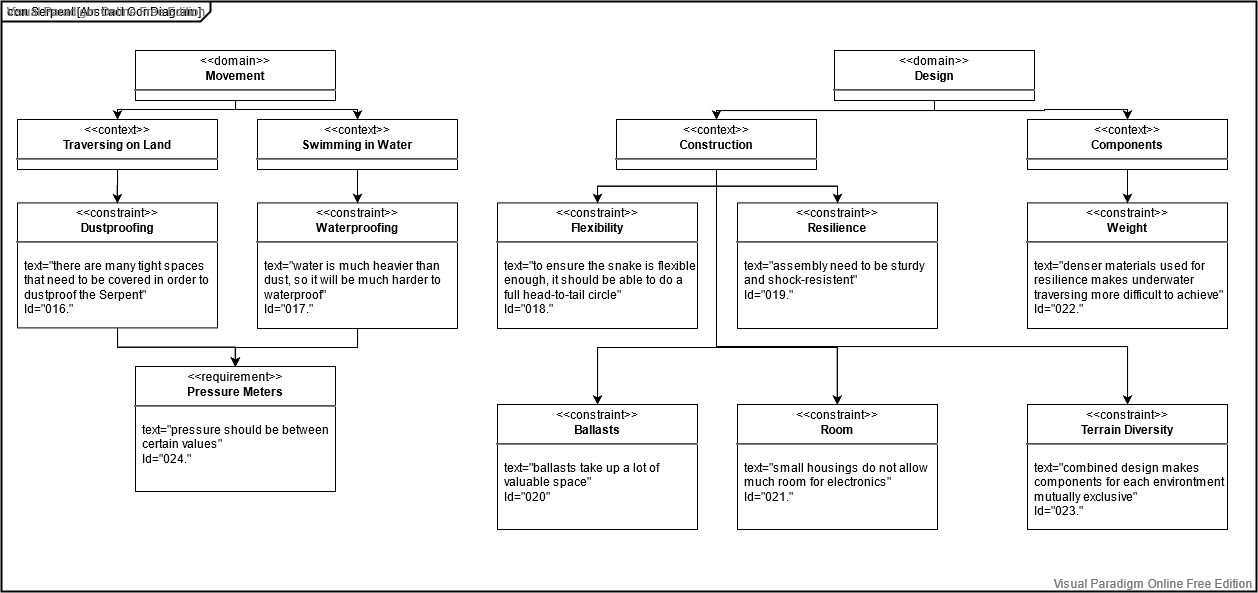 con Serpent [Abstract Con Diagram]
Visual Paradigm Online Free Edition
<<domain>>
Movement
<<domain>>
Design
<<context>>
Traversing on Land
<<context>>
Swimming in Water
<<context>>
Construction
<<context>>
Components
<<constraint>>
Dustproofing
text="there are many tight spaces
that need to be covered in order to
dustproof the Serpent"
Id="016."
<<constraint>>
Waterproofing
text="water is much heavier than
dust, so it will be much harder to
waterproof"
Id="017."
<<constraint>>
Flexibility
text="to ensure the snake is flexible
enough, it should be able to do a
full head-to-tail circle"
Id="018."
<<constraint>>
Resilience
text="assembly need to be sturdy
and shock-resistent"
Id="019."
<<constraint>>
Weight
text="denser materials used for
resilience makes underwater
traversing more difficult to achieve"
Id="022."
<<requirement>>
Pressure Meters
text="pressure should be between
certain values"
Id="024."
<<constraint>>
Ballasts
text="ballasts take up a lot of
valuable space"
Id="020"
<<constraint>>
Room
text="small housings do not allow
much room for electronics"
Id="021."
<<constraint>>
Terrain Diversity
text="combined design makes
components for each environtment
mutually exclusive"
Id="023."
Visual Paradigm Online Free Edition